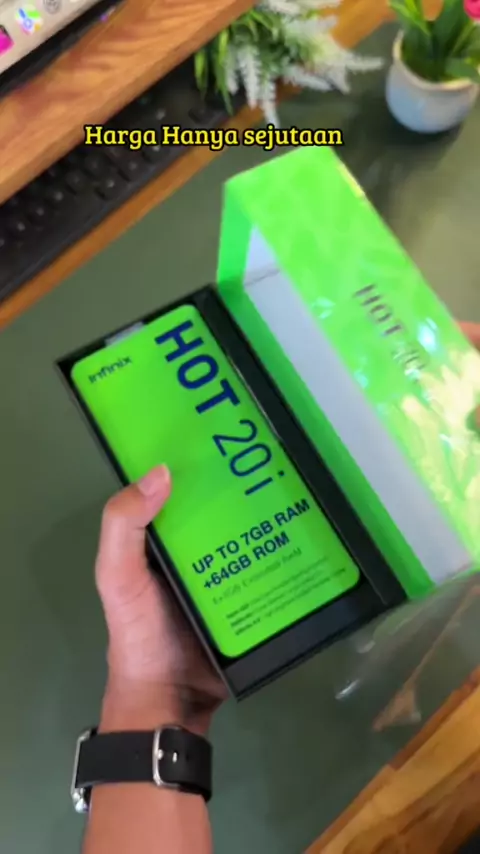 Harga Hanya sejutaan
HOT 20i
Infinix
HOT 20i
UP TO 7GB RAM
+64GB ROM